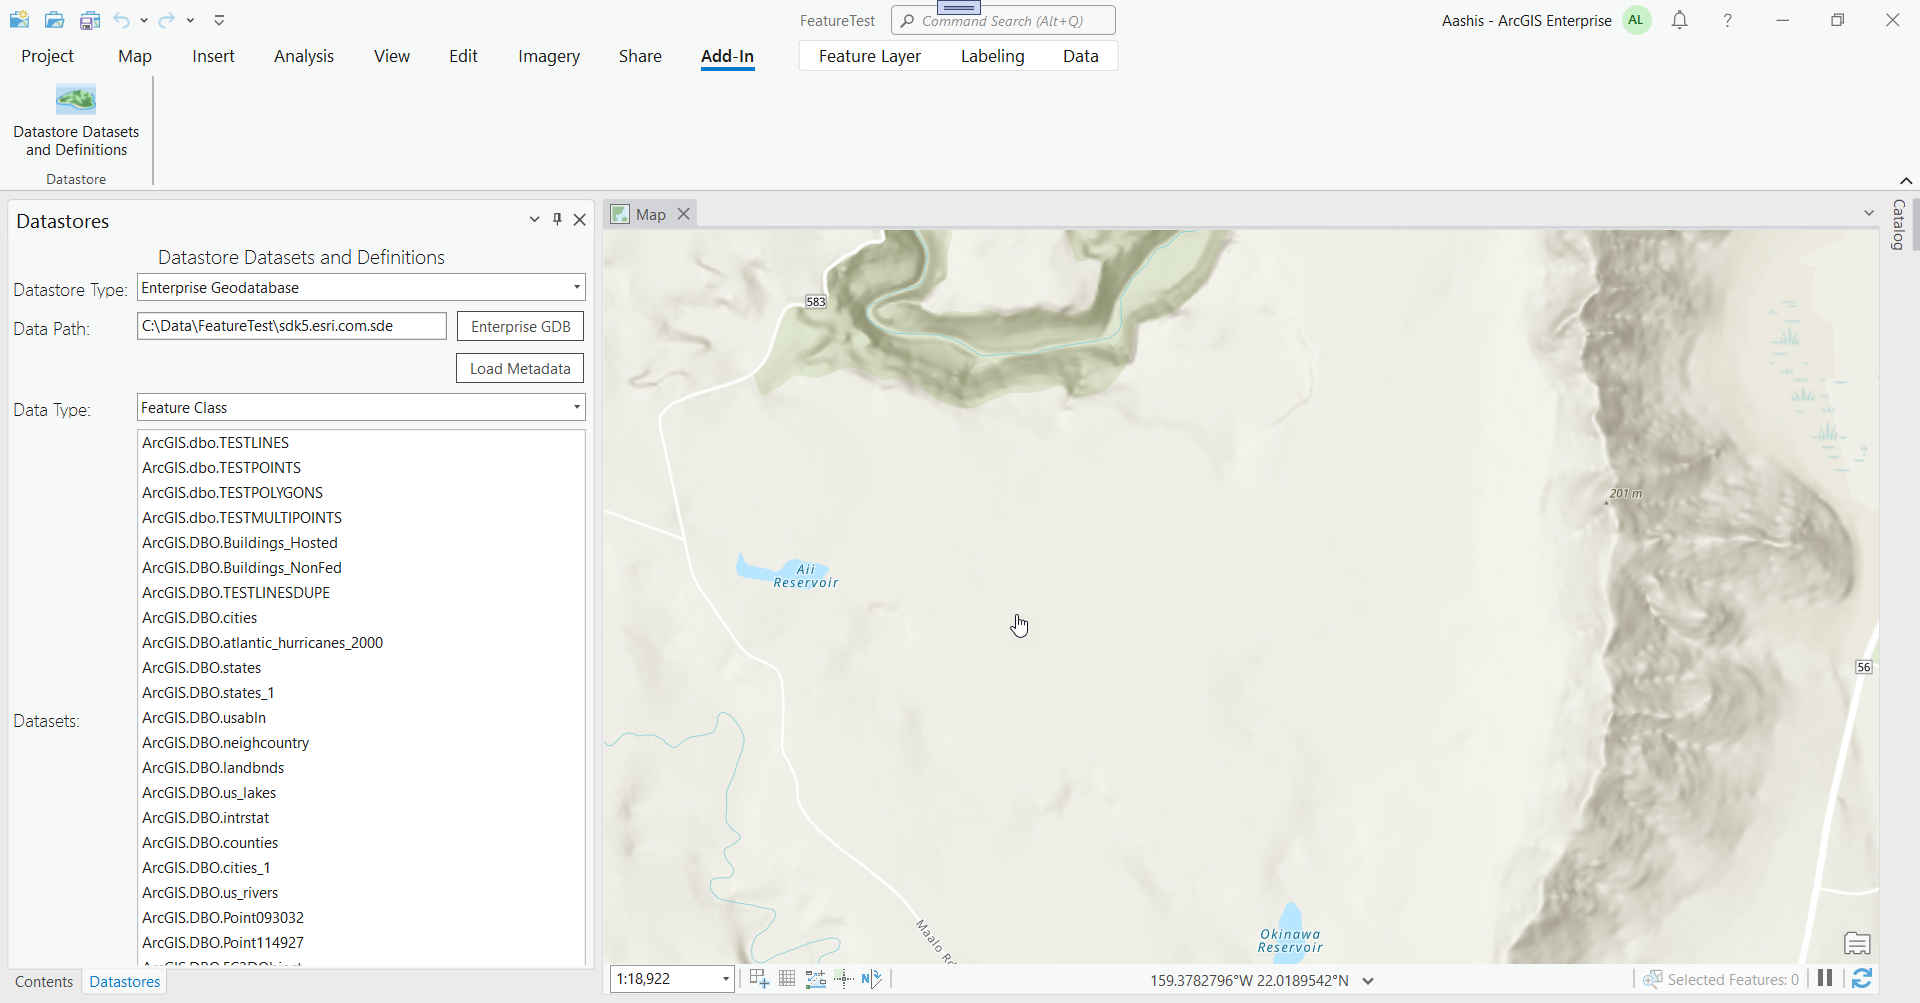 FeatureTest
Command Search (Alt+Q)
Aashis - ArcGIS Enterprise
AL
?
Project
Map
Insert
Analysis
View
Edit
Imagery
Share
Add-In
Feature Layer
Labeling
Data
Datastore Datasets
and Definitions
Datastore
Datastores
Datastore Datasets and Definitions
Datastore Type:
Enterprise Geodatabase
Data Path:
C:\Data\FeatureTest\sdk5.esri.com.sde
Enterprise GDB
Load Metadata
Data Type:
Feature Class
Datasets:
ArcGIS.dbo.TESTLINES
ArcGIS.dbo.TESTPOINTS
ArcGIS.dbo.TESTPOLYGONS
ArcGIS.dbo.TESTMULTIPOINTS
ArcGIS.DBO.Buildings_Hosted
ArcGIS.DBO.Buildings_NonFed
ArcGIS.DBO.TESTLINESDUPE
ArcGIS.DBO.cities
ArcGIS.DBO.atlantic_hurricanes_2000
ArcGIS.DBO.states
ArcGIS.DBO.states_1
ArcGIS.DBO.usabln
ArcGIS.DBO.neighcountry
ArcGIS.DBO.landbnds
ArcGIS.DBO.us_lakes
ArcGIS.DBO.intrstat
ArcGIS.DBO.counties
ArcGIS.DBO.cities_1
ArcGIS.DBO.us_rivers
ArcGIS.DBO.Point093032
ArcGIS.DBO.Point114927
Contents
Datastores
Map
Catalog
583
201 m
Aii
Reservoir
56
Maalo Rd
Okinawa
Reservoir
1:18,922
N
159.3782796°W 22.0189542°N
Selected Features: 0